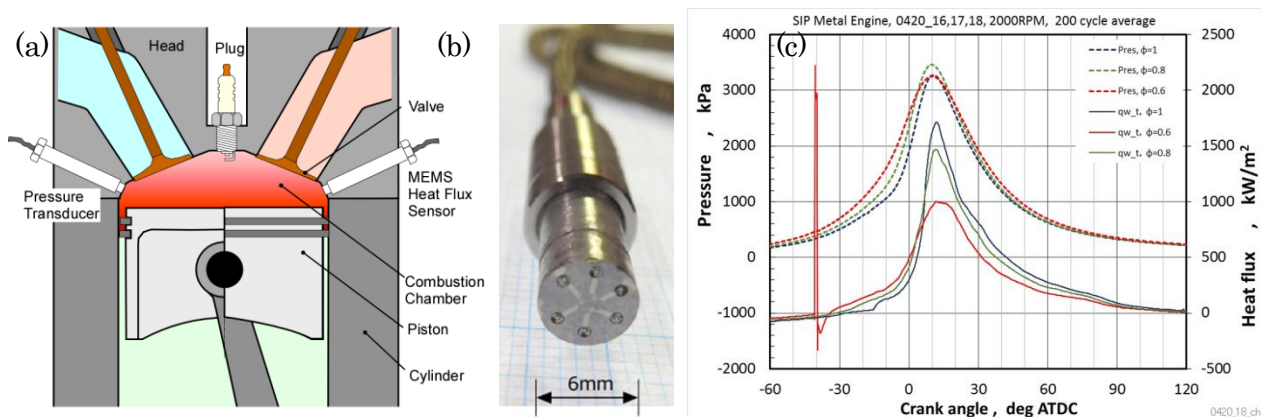 (a)
Head
Plug
Valve
Pressure
Transducer
MEMS
Heat Flux
Sensor
Combustion
Chamber
Piston
Cylinder
(b)
6mm
SIP Metal Engine, 0420_16,17,18, 2000RPM, 200 cycle average
(c)
Pres, ϕ=1
Pres, ϕ=0.8
Pres, ϕ=0.6
qw_t, ϕ=1
qw_t, ϕ=0.6
qw_t, ϕ=0.8
4000
3000
2000
1000
0
-1000
-2000
Pressure , kPa
2500
2000
1500
1000
500
0
-500
Heat flux , kW/m²
-60
-30
0
30
60
90
120
Crank angle , deg ATDC
0420_18_ch